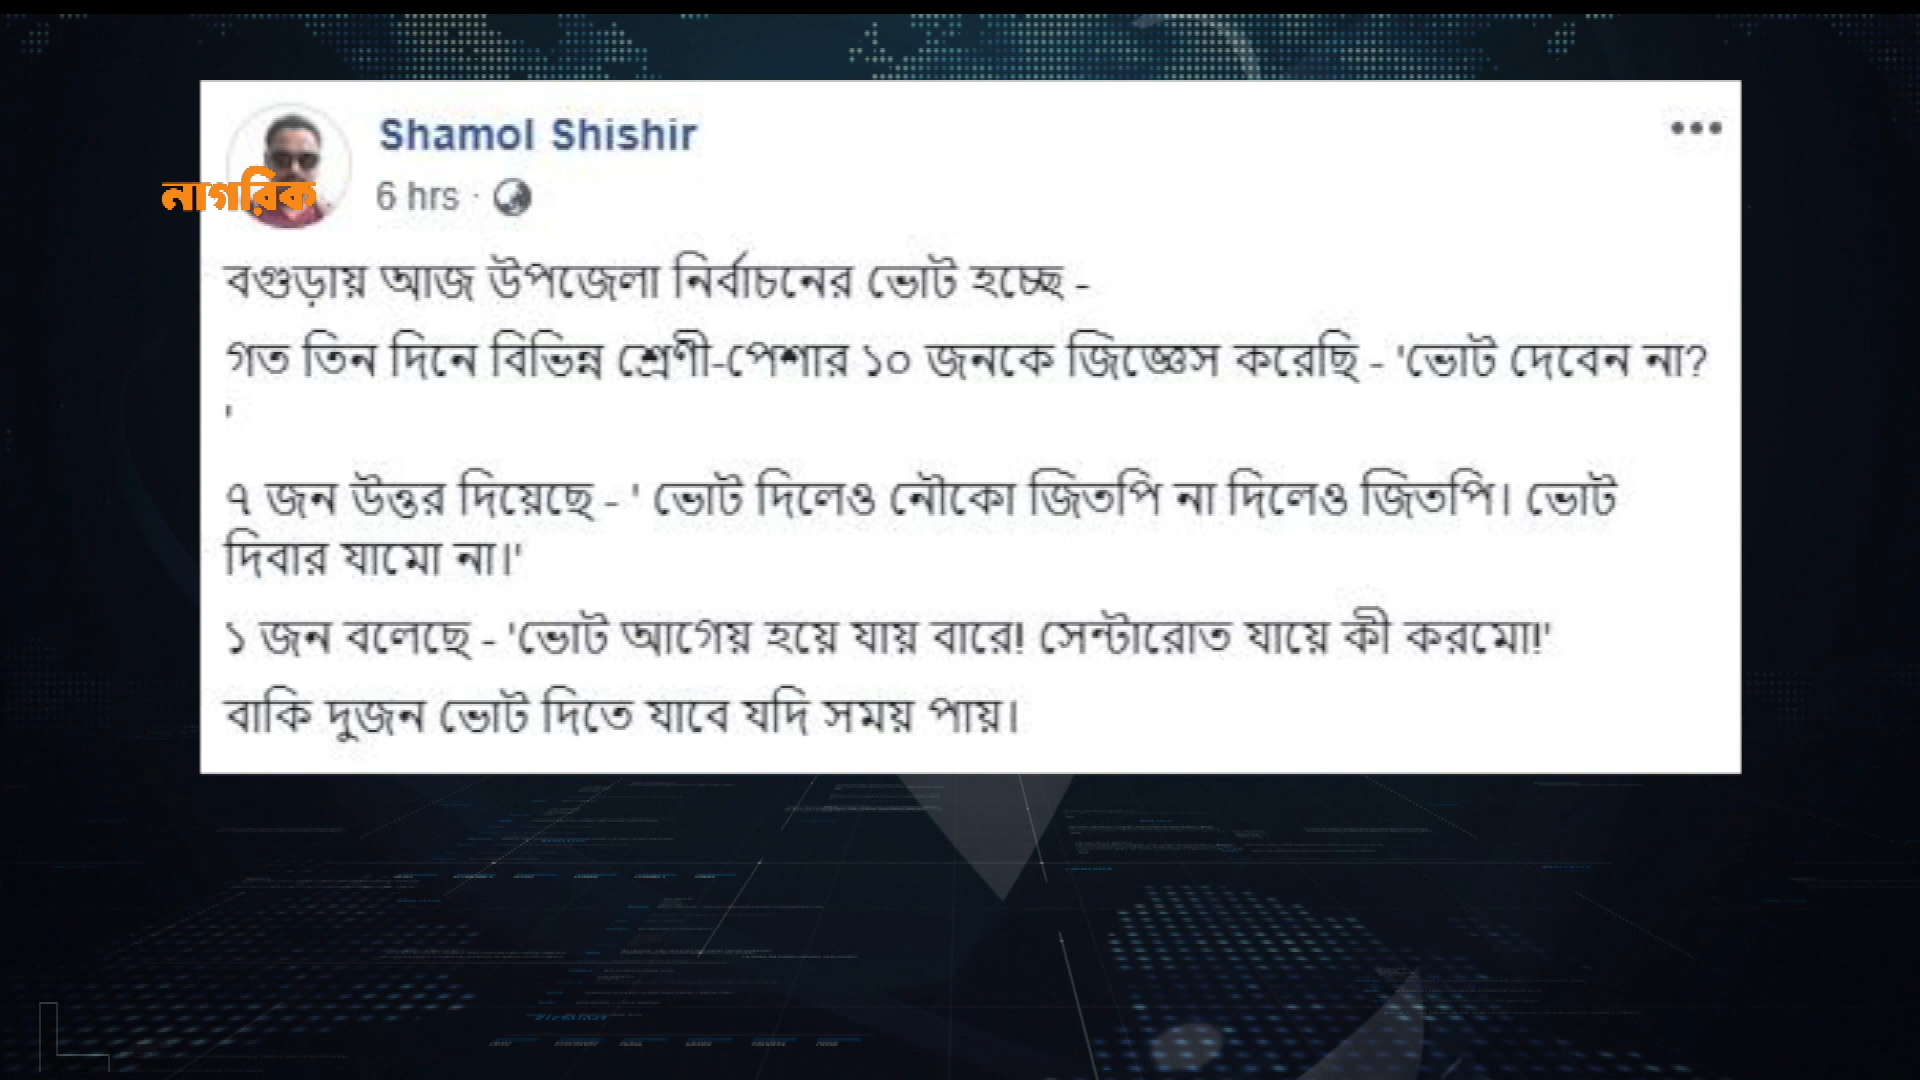 Shamol Shishir
6 hrs ·
নাগরিক
বগুড়ায় আজ উপজেলা নির্বাচনের ভোট হচ্ছে -
গত তিন দিনে বিভিন্ন শ্রেণী-পেশার ১০ জনকে জিজ্ঞেস করেছি - 'ভোট দেবেন না?
'
৭ জন উত্তর দিয়েছে - ' ভোট দিলেও নৌকো জিতপি না দিলেও জিতপি। ভোট
দিবার যামো না।'
১ জন বলেছে - 'ভোট আগেয় হয়ে যায় বারে! সেন্টারোত যায়ে কী করমো!'
বাকি দুজন ভোট দিতে যাবে যদি সময় পায়।